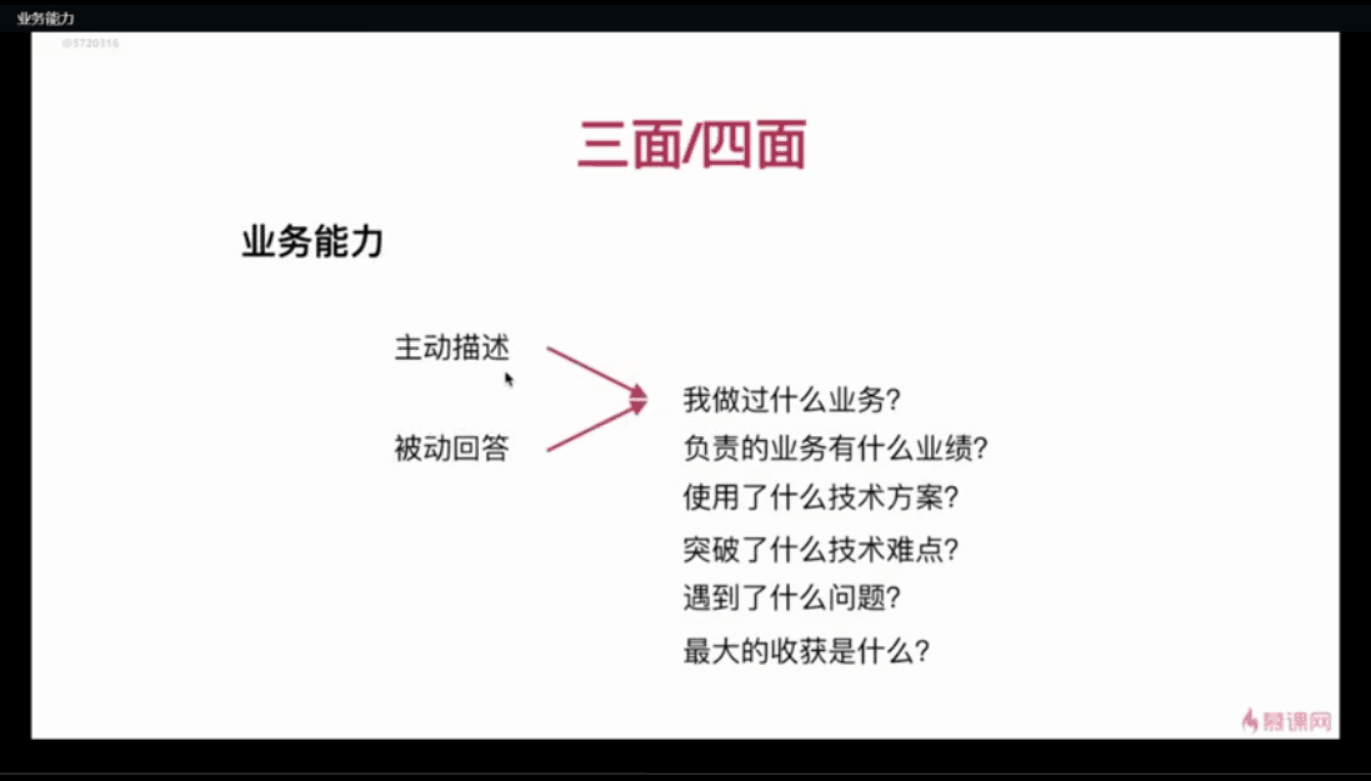 业务能力
@5720316
三面/四面
业务能力
主动描述
被动回答
我做过什么业务?
负责的业务有什么业绩?
使用了什么技术方案?
突破了什么技术难点?
遇到了什么问题?
最大的收获是什么?
慕课网